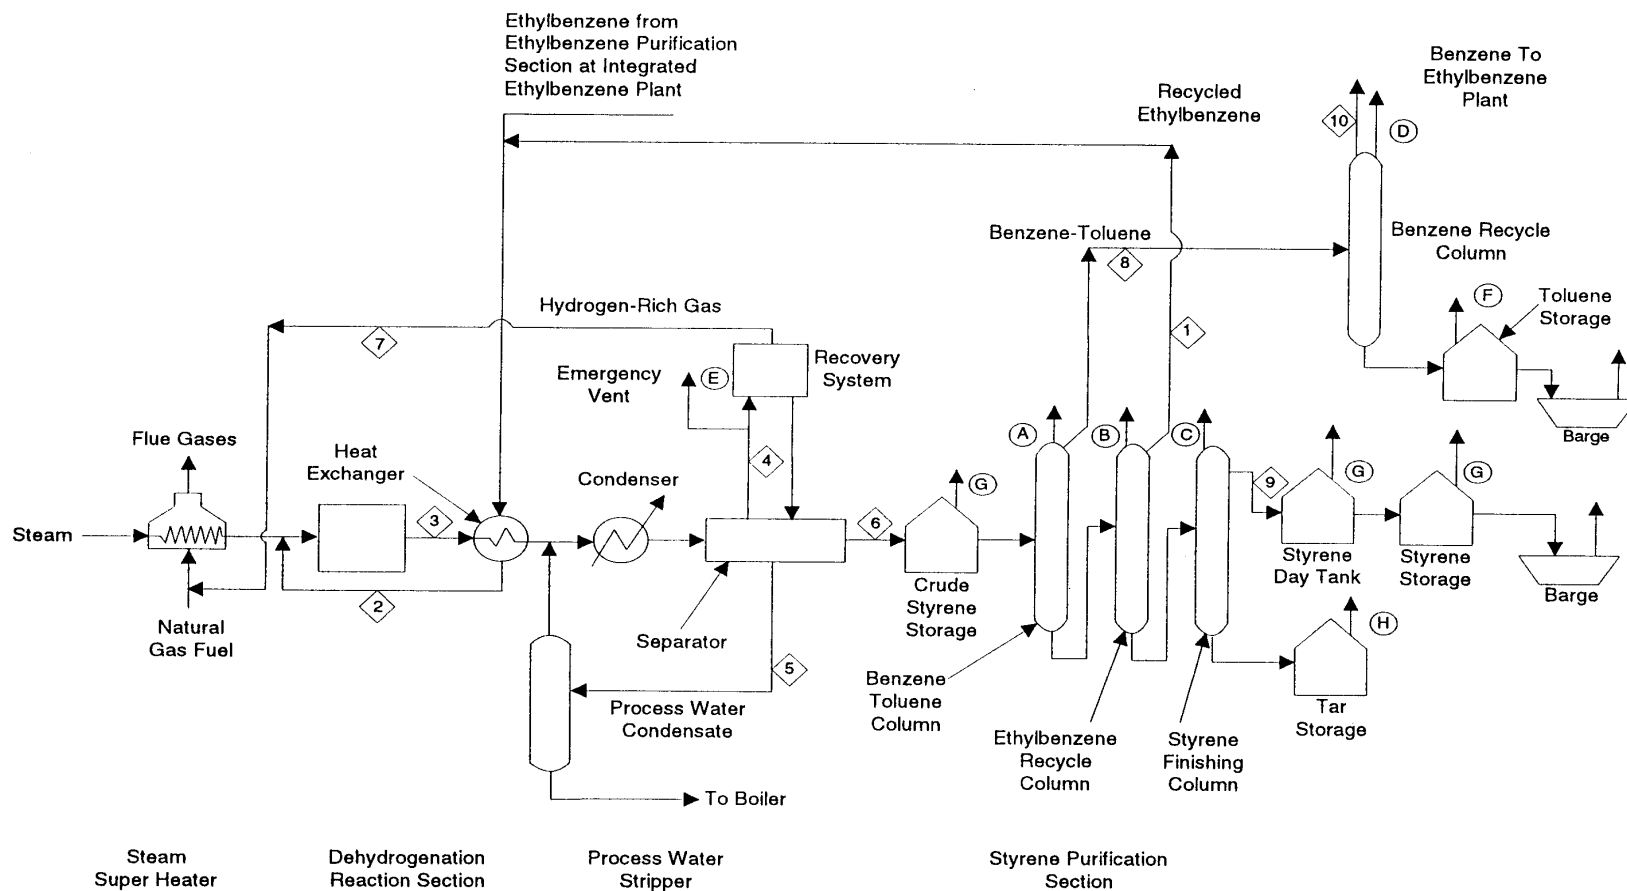 Ethylbenzene from
Ethylbenzene Purification
Section at Integrated
Ethylbenzene Plant
Recycled
Ethylbenzene
Benzene To
Ethylbenzene
Plant
10
D
Benzene-Toluene
8
Benzene Recycle
Column
Hydrogen-Rich Gas
7
1
F
Toluene
Storage
Emergency
Vent
E
Recovery
System
Barge
Flue Gases
Heat
Exchanger
Condenser
4
A
B
C
G
9
G
G
Steam
3
6
2
Natural
Gas Fuel
Separator
5
Crude
Styrene
Storage
Styrene
Day Tank
Styrene
Storage
Barge
H
Benzene
Toluene
Column
Process Water
Condensate
Ethylbenzene
Recycle
Column
Styrene
Finishing
Column
Tar
Storage
To Boiler
Steam
Super Heater
Dehydrogenation
Reaction Section
Process Water
Stripper
Styrene Purification
Section